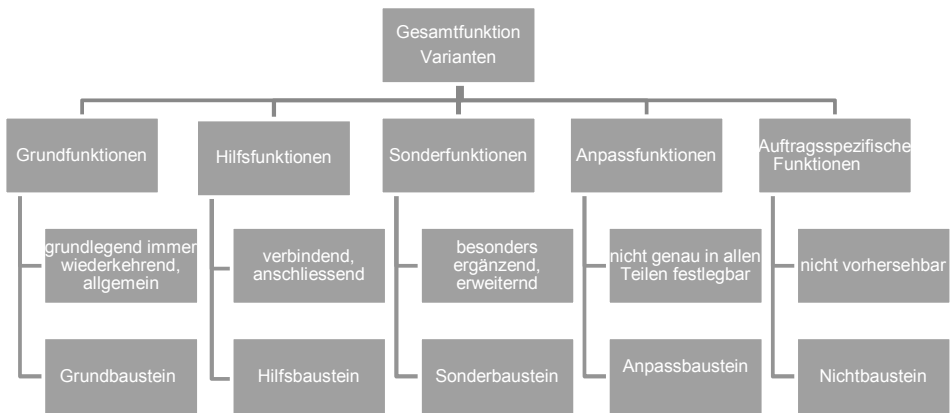 Gesamtfunktion
Varianten
Grundfunktionen
Hilfsfunktionen
Sonderfunktionen
Anpassfunktionen
Auftragsspezifische
Funktionen
grundlegend immer
wiederkehrend,
allgemein
verbindend,
anschliessend
besonders
ergänzend,
erweiternd
nicht genau in allen
Teilen festlegbar
nicht vorhersehbar
Grundbaustein
Hilfsbaustein
Sonderbaustein
Anpassbaustein
Nichtbaustein